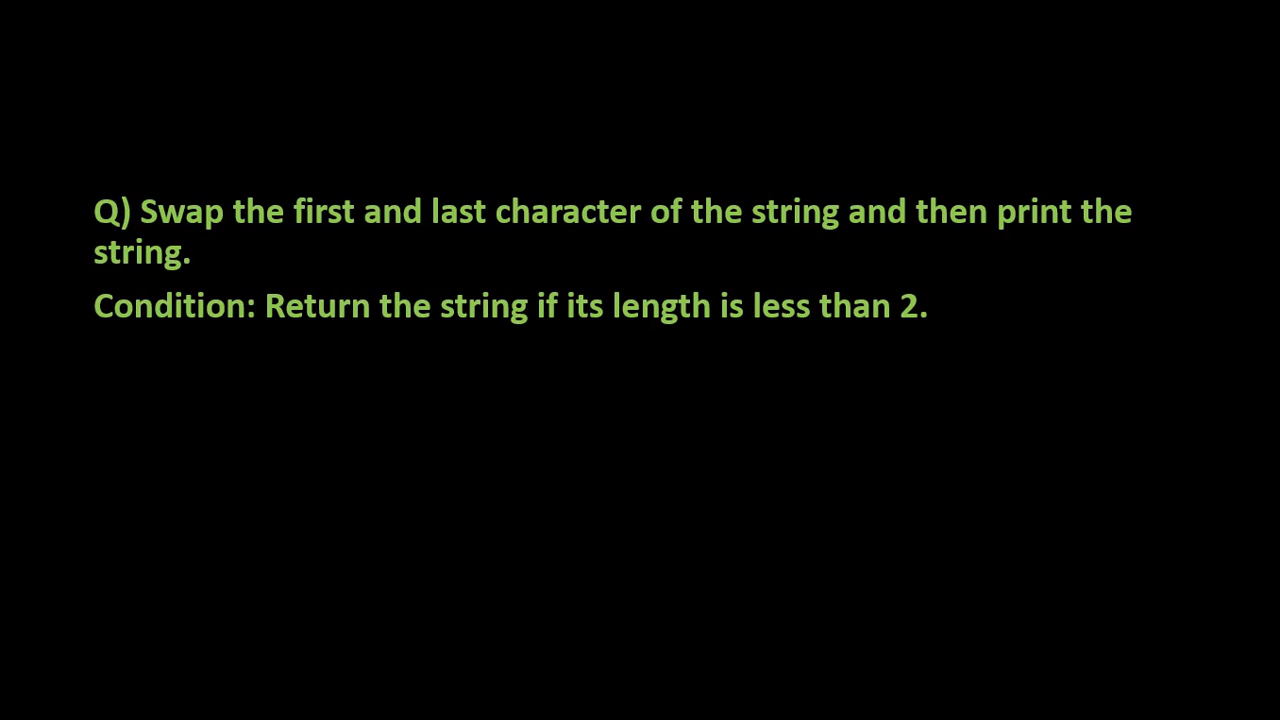 Q) Swap the first and last character of the string and then print the
string.
Condition: Return the string if its length is less than 2.